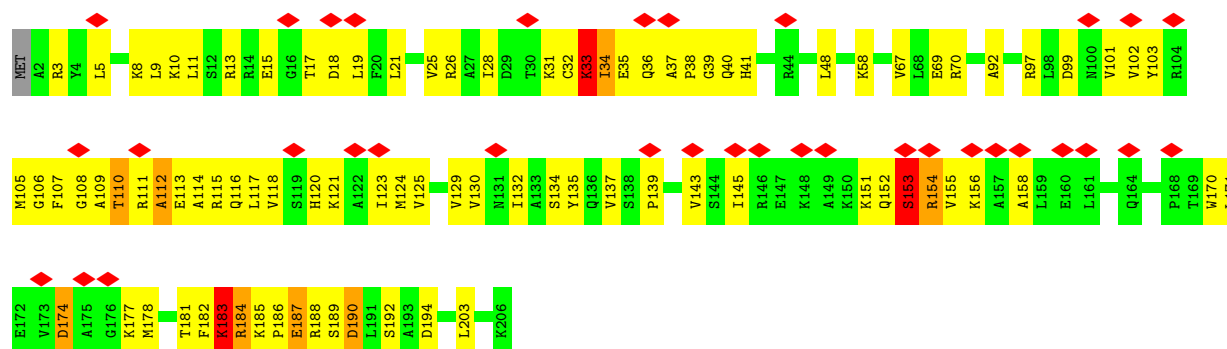 MET A2 R3 Y4 L5 K8 L9 K10 L11 S12 R13 R14 E15 G16 T17 D18 L19 F20 L21 V25 R26 A27 I28 D29 T30 K31 C32 K33 I34 E35 Q36 A37 P38 G39 Q40 H41 R44 L48 K58 V67 L68 E69 R70 A92 R97 L98 D99 N100 V101 V102 Y103 R104
M105 G106 F107 G108 A109 T110 R111 A112 E113 A114 R115 Q116 L117 V118 S119 H120 K121 A122 I123 M124 V125 V129 V130 N131 I132 A133 S134 Y135 Q136 V137 S138 P139 V143 S144 I145 R146 E147 K148 A149 K150 K151 Q152 S153 R154 V155 K156 A157 A158 L159 E160 L161 Q164 P168 T169 W170
E172 V173 D174 A175 G176 K177 M178 T181 F182 K183 R184 K185 P186 E187 R188 S189 D190 L191 S192 A193 D194 L203 K206